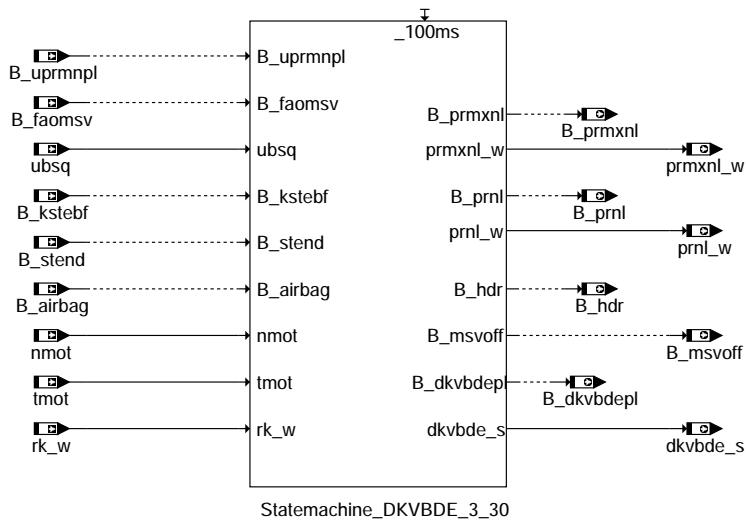 _100ms
B_uprmnpl
B_uprmnpl
B_faomsv
B_faomsv
B_prmxnl
B_prmxnl
ubsq
ubsq
prmxnl_w
prmxnl_w
B_kstebf
B_kstebf
B_prnl
B_prnl
B_stend
B_stend
prnl_w
prnl_w
B_airbag
B_airbag
B_hdr
B_hdr
nmot
nmot
B_msvoff
B_msvoff
tmot
tmot
B_dkvbdepl
B_dkvbdepl
rk_w
rk_w
dkvbde_s
dkvbde_s
Statemachine_DKVBDE_3_30